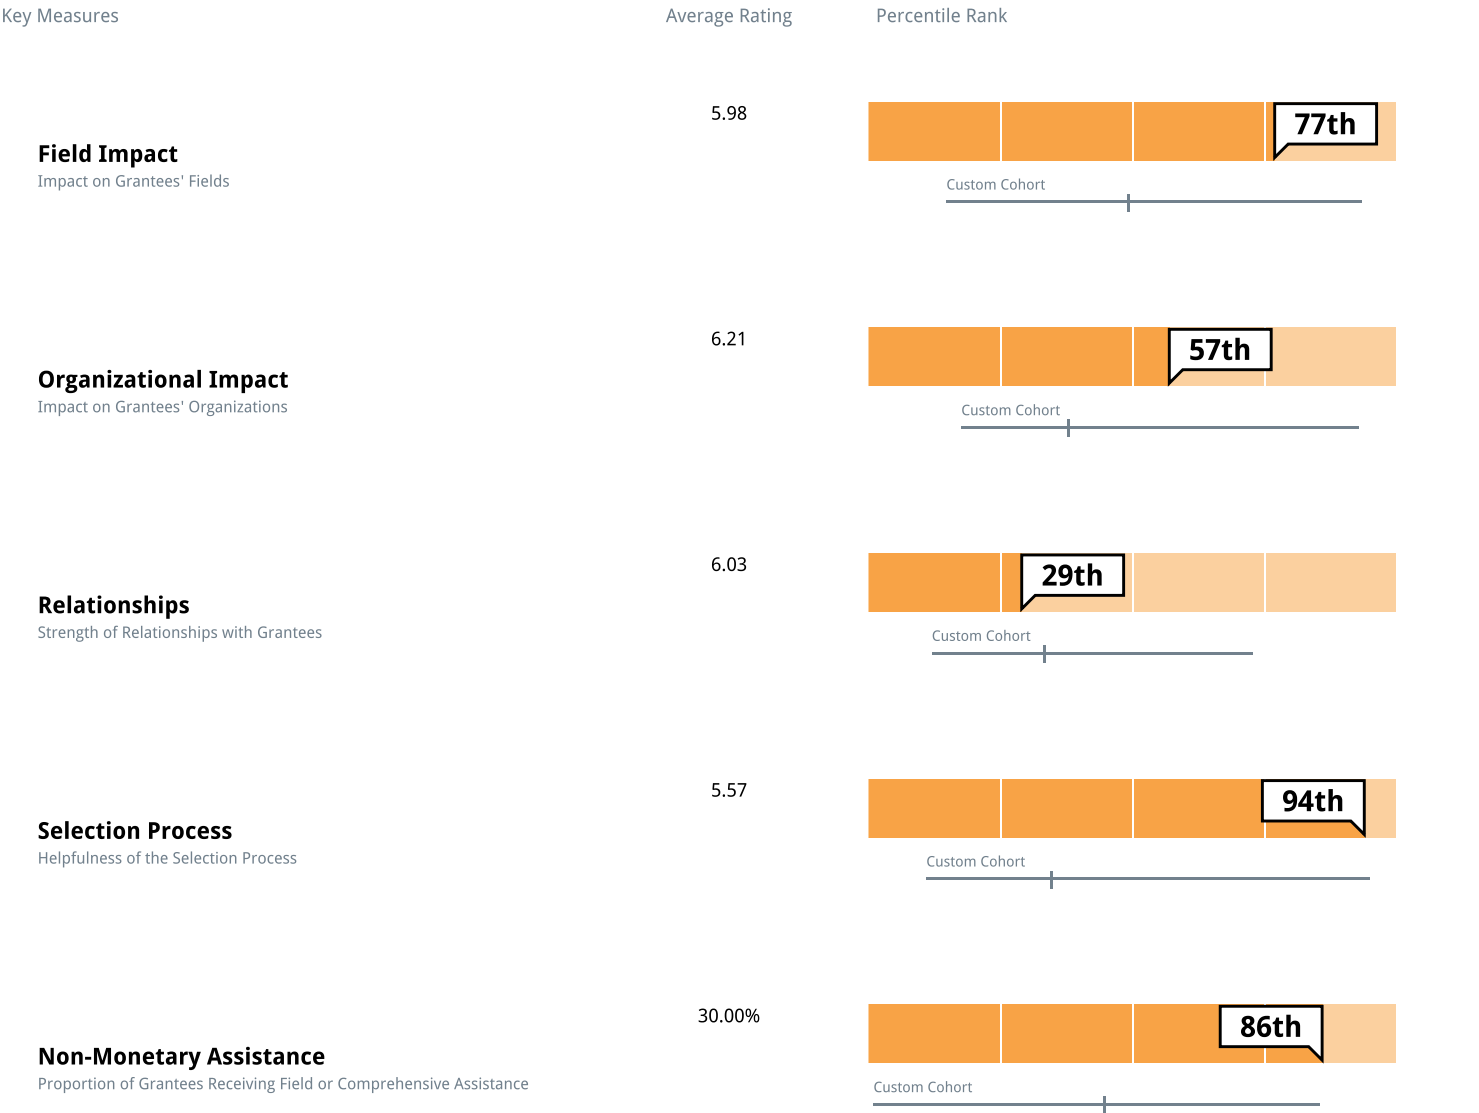 Key Measures Average Rating Percentile Rank
5.98
77th
Field Impact
Impact on Grantees' Fields
Custom Cohort
6.21
57th
Organizational Impact
Impact on Grantees' Organizations
Custom Cohort
6.03
29th
Relationships
Strength of Relationships with Grantees
Custom Cohort
5.57
94th
Selection Process
Helpfulness of the Selection Process
Custom Cohort
30.00%
86th
Non-Monetary Assistance
Proportion of Grantees Receiving Field or Comprehensive Assistance
Custom Cohort